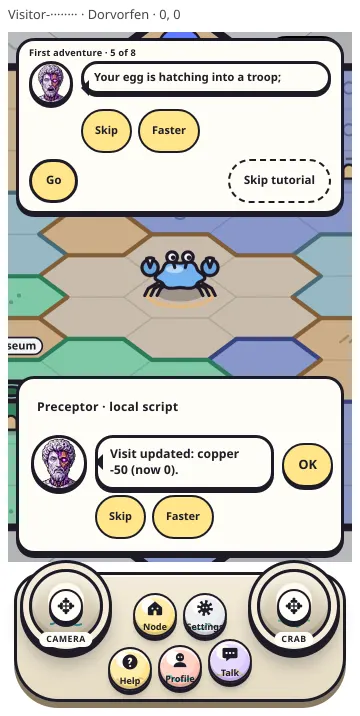 Visitor-········ · Dorvorfen · 0, 0
First adventure · 5 of 8
Your egg is hatching into a troop;
Skip
Faster
Go
Skip tutorial
seum
Preceptor · local script
Visit updated: copper
-50 (now 0).
OK
Skip
Faster
CAMERA
Node
Settings
CRAB
Help
Profile
Talk